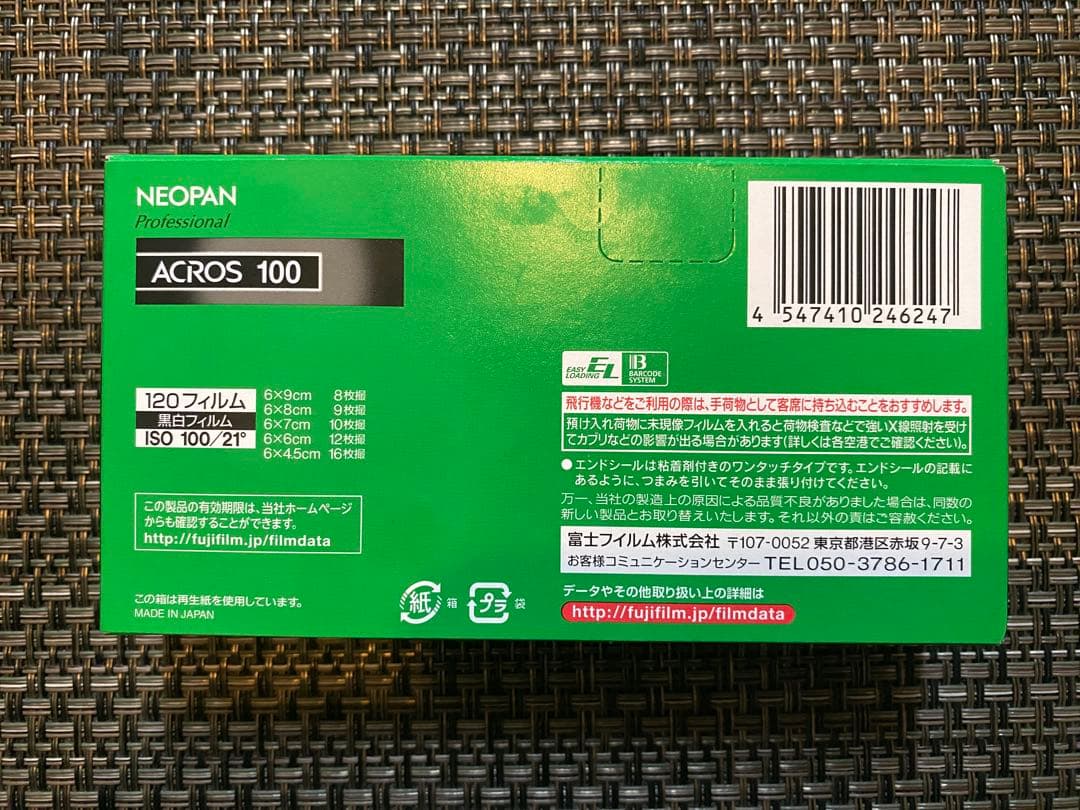 NEOPAN
Professional
ACROS 100
4 547410 246247
EASY LOADING EL B BARCODE SYSTEM
120フィルム
黒白フィルム
ISO 100/21°
6×9cm 8枚撮
6×8cm 9枚撮
6×7cm 10枚撮
6×6cm 12枚撮
6×4.5cm 16枚撮
この製品の有効期限は、当社ホームページ
からも確認することができます。
http://fujifilm.jp/filmdata
この箱は再生紙を使用しています。
MADE IN JAPAN
紙 箱 プラ 袋
飛行機などをご利用の際は、手荷物として客席に持ち込むことをおすすめします。
預け入れ荷物に未現像フィルムを入れると荷物検査などで強いX線照射を受け
てカブリなどの影響が出る場合があります(詳しくは各空港でご確認ください)。
●エンドシールは粘着剤付きのワンタッチタイプです。エンドシールの記載に
あるように、つまみを引いてそのまま張り付けてください。
万一、当社の製造上の原因による品質不良がありました場合は、同数の
新しい製品とお取り替えいたします。それ以外の責はご容赦ください。
富士フイルム株式会社 〒107-0052 東京都港区赤坂9-7-3
お客様コミュニケーションセンター TEL050-3786-1711
データやその他取り扱い上の詳細は
http://fujifilm.jp/filmdata